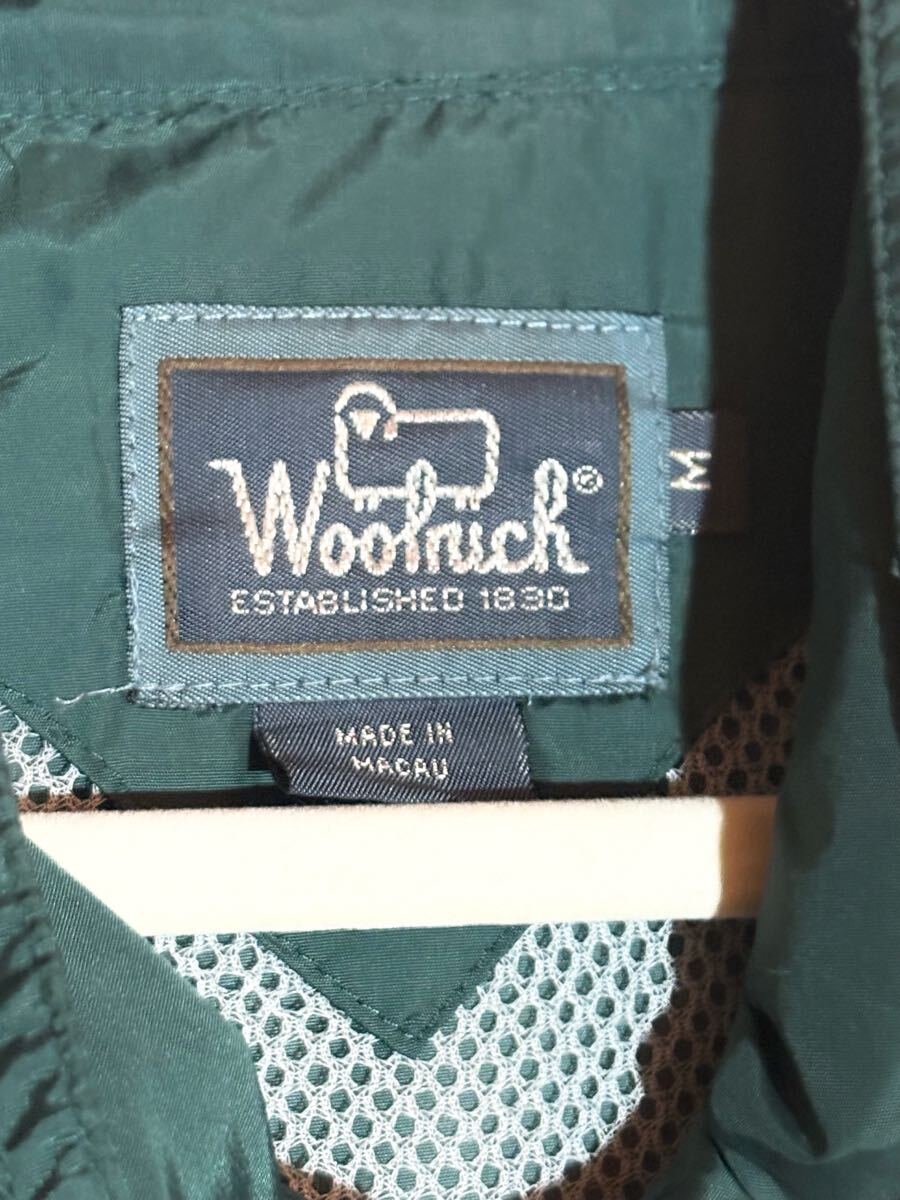 Woolrich®
ESTABLISHED 1830
M
MADE IN
MACAU